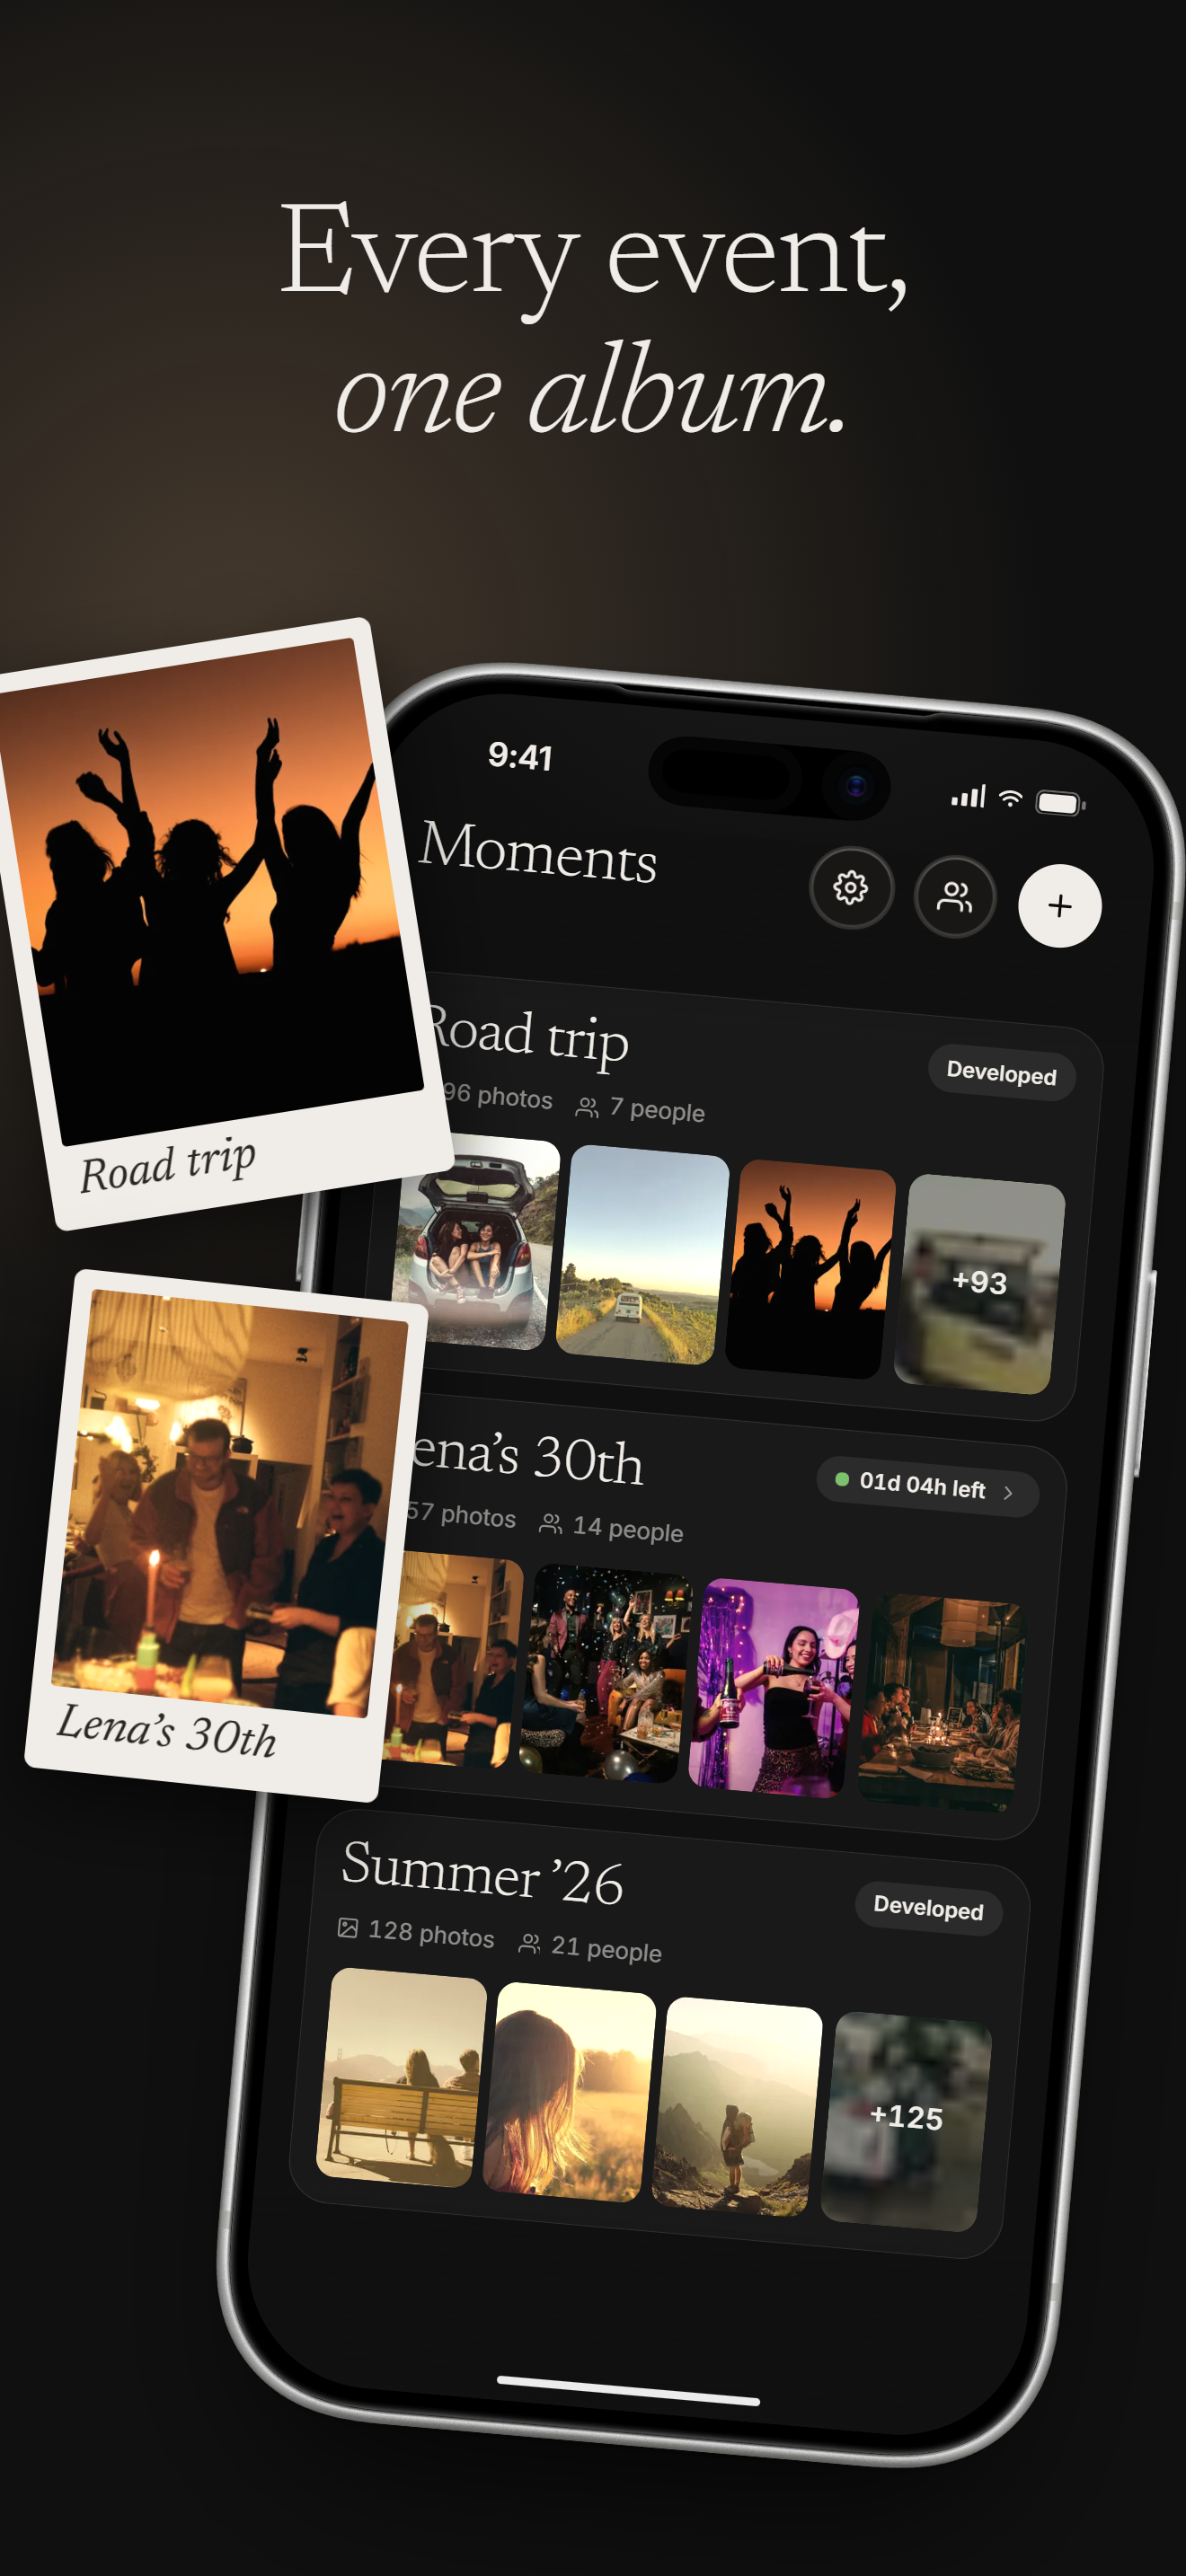 Every event,
one album.
9:41
Moments
Road trip
Developed
96 photos 7 people
+93
Road trip
ena’s 30th
01d 04h left
57 photos 14 people
Lena’s 30th
Summer ’26
Developed
128 photos 21 people
+125